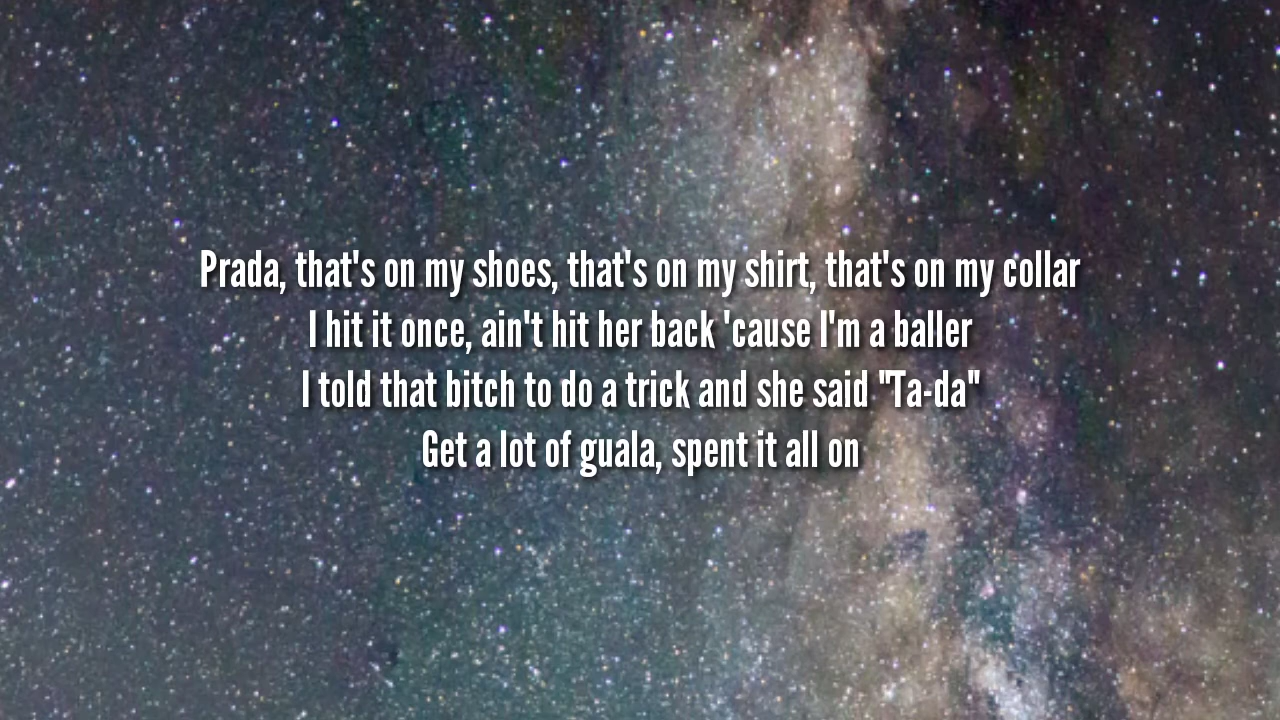 Prada, that's on my shoes, that's on my shirt, that's on my collar
I hit it once, ain't hit her back 'cause I'm a baller
I told that bitch to do a trick and she said "Ta-da"
Get a lot of guala, spent it all on